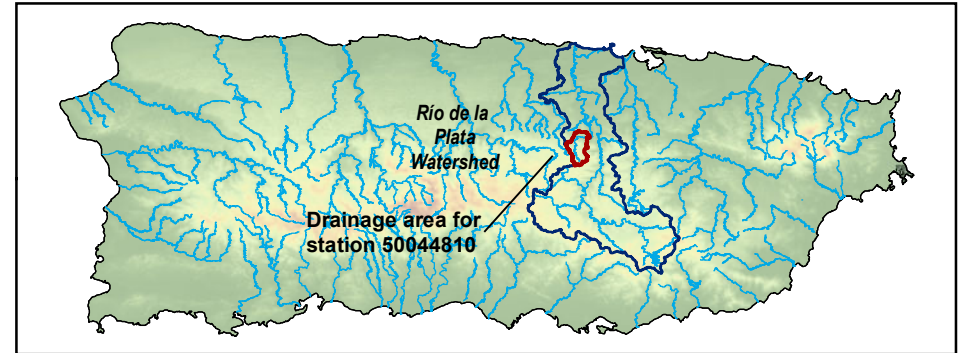 Río de la
Plata
Watershed
Drainage area for
station 50044810